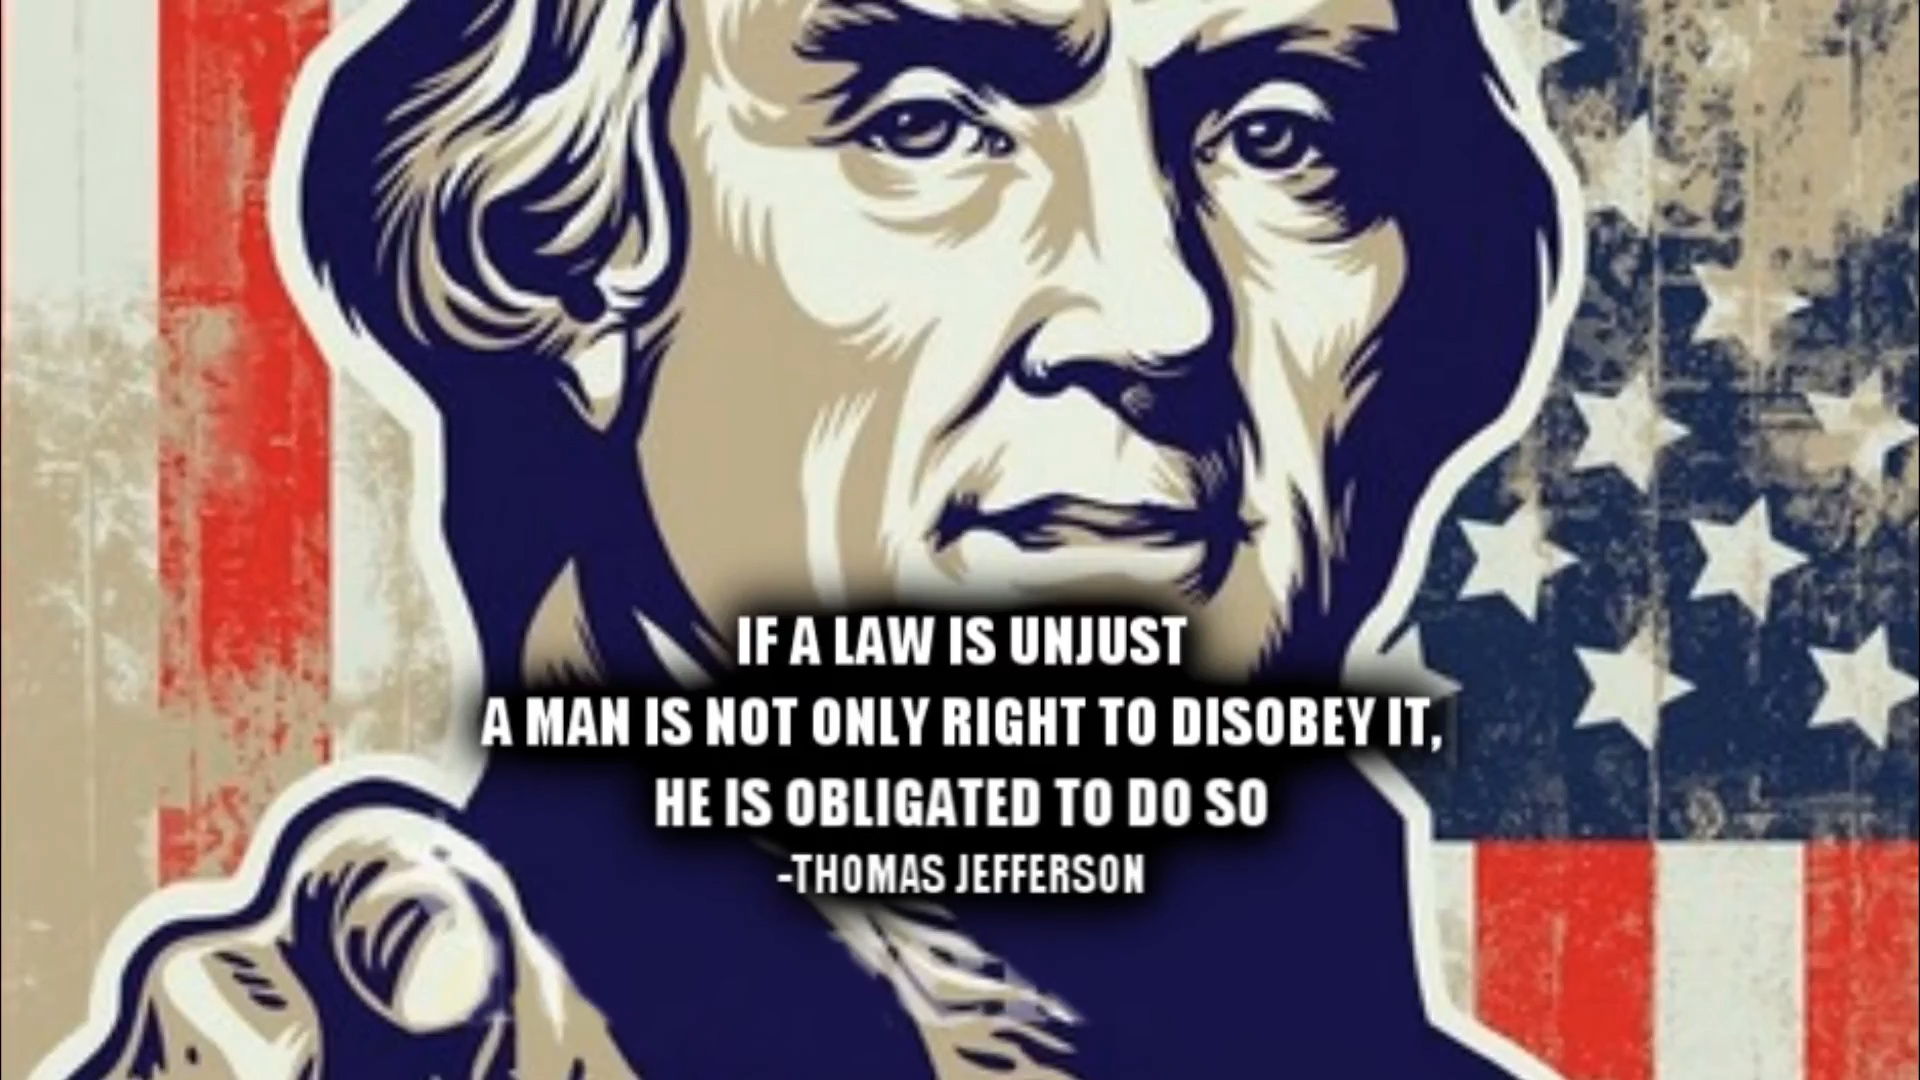 IF A LAW IS UNJUST
A MAN IS NOT ONLY RIGHT TO DISOBEY IT,
HE IS OBLIGATED TO DO SO
-THOMAS JEFFERSON